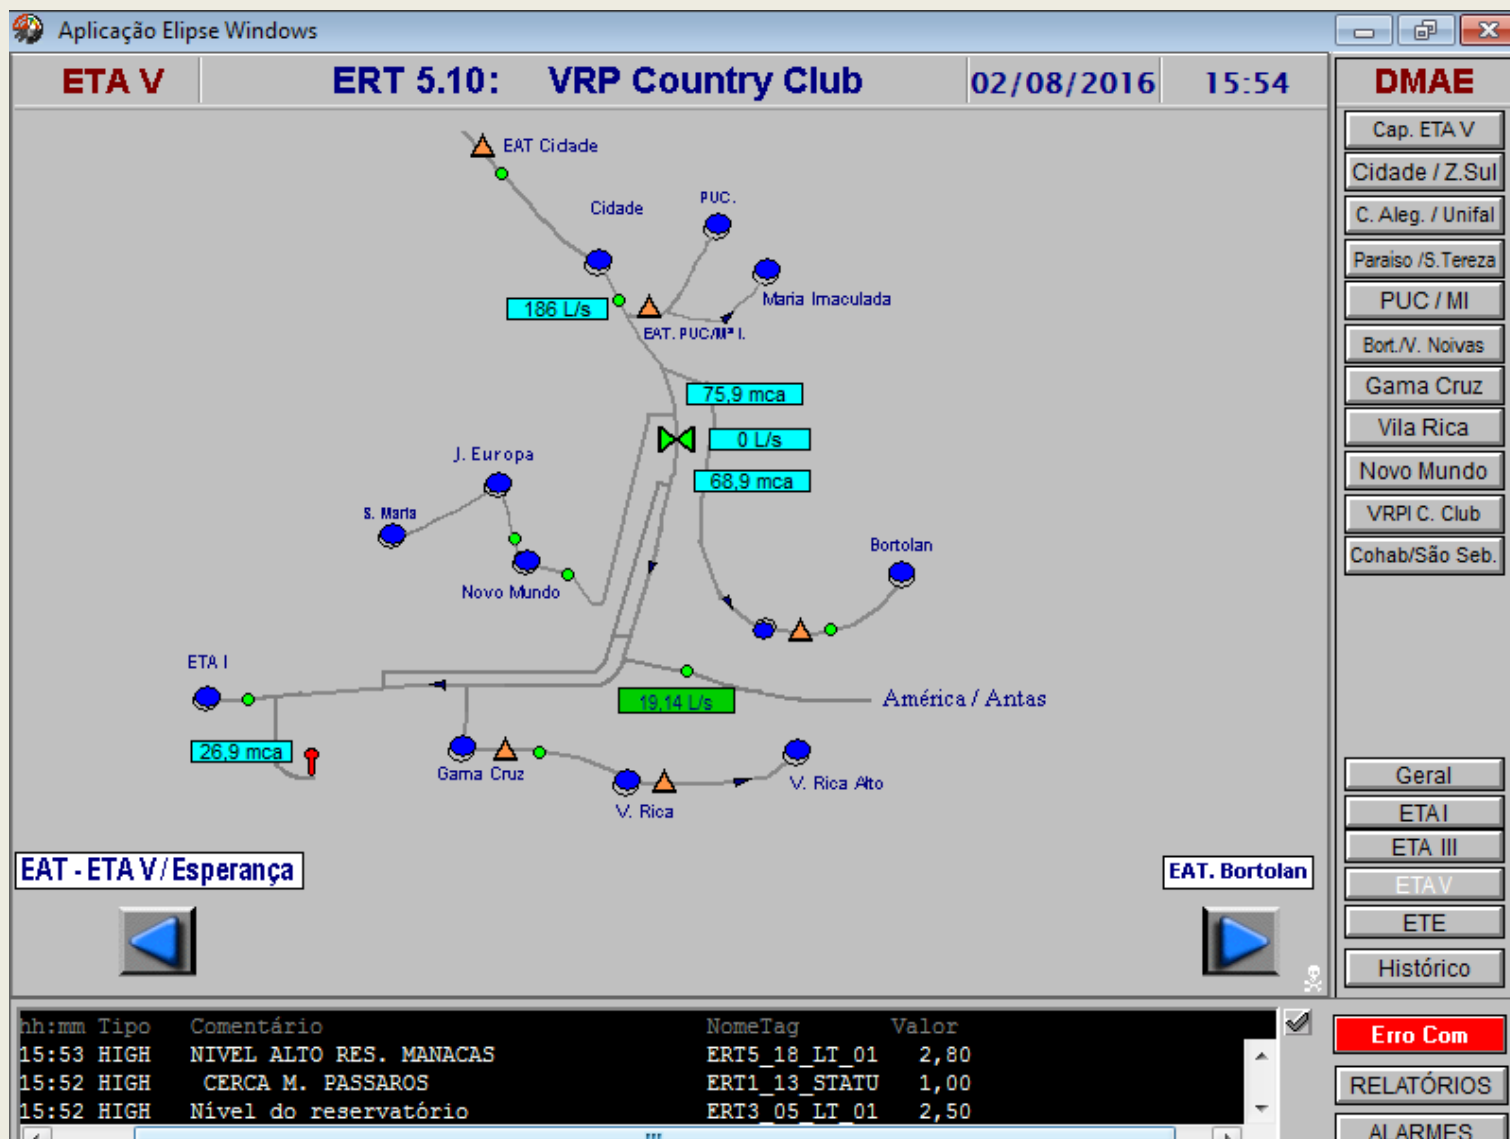 Aplicação Elipse Windows
ETA V
ERT 5.10: VRP Country Club
02/08/2016
15:54
DMAE
Cap. ETA V
Cidade / Z.Sul
C. Aleg. / Unifal
Paraiso /S.Tereza
PUC / MI
Bort./V. Noivas
Gama Cruz
Vila Rica
Novo Mundo
VRPI C. Club
Cohab/São Seb.
EAT Cidade
Cidade
PUC.
Maria Imaculada
186 L/s
EAT. PUC/Mª I.
75,9 mca
0 L/s
68,9 mca
J. Europa
S. Maria
Novo Mundo
Bortolan
ETA I
19,14 L/s
América / Antas
26,9 mca
Gama Cruz
V. Rica
V. Rica Alto
EAT - ETA V / Esperança
EAT. Bortolan
Geral
ETA I
ETA III
ETA V
ETE
Histórico
hh:mm Tipo Comentário NomeTag Valor
15:53 HIGH NIVEL ALTO RES. MANACAS ERT5_18_LT_01 2,80
15:52 HIGH CERCA M. PASSAROS ERT1_13_STATU 1,00
15:52 HIGH Nível do reservatório ERT3_05_LT_01 2,50
Erro Com
RELATÓRIOS
ALARMES